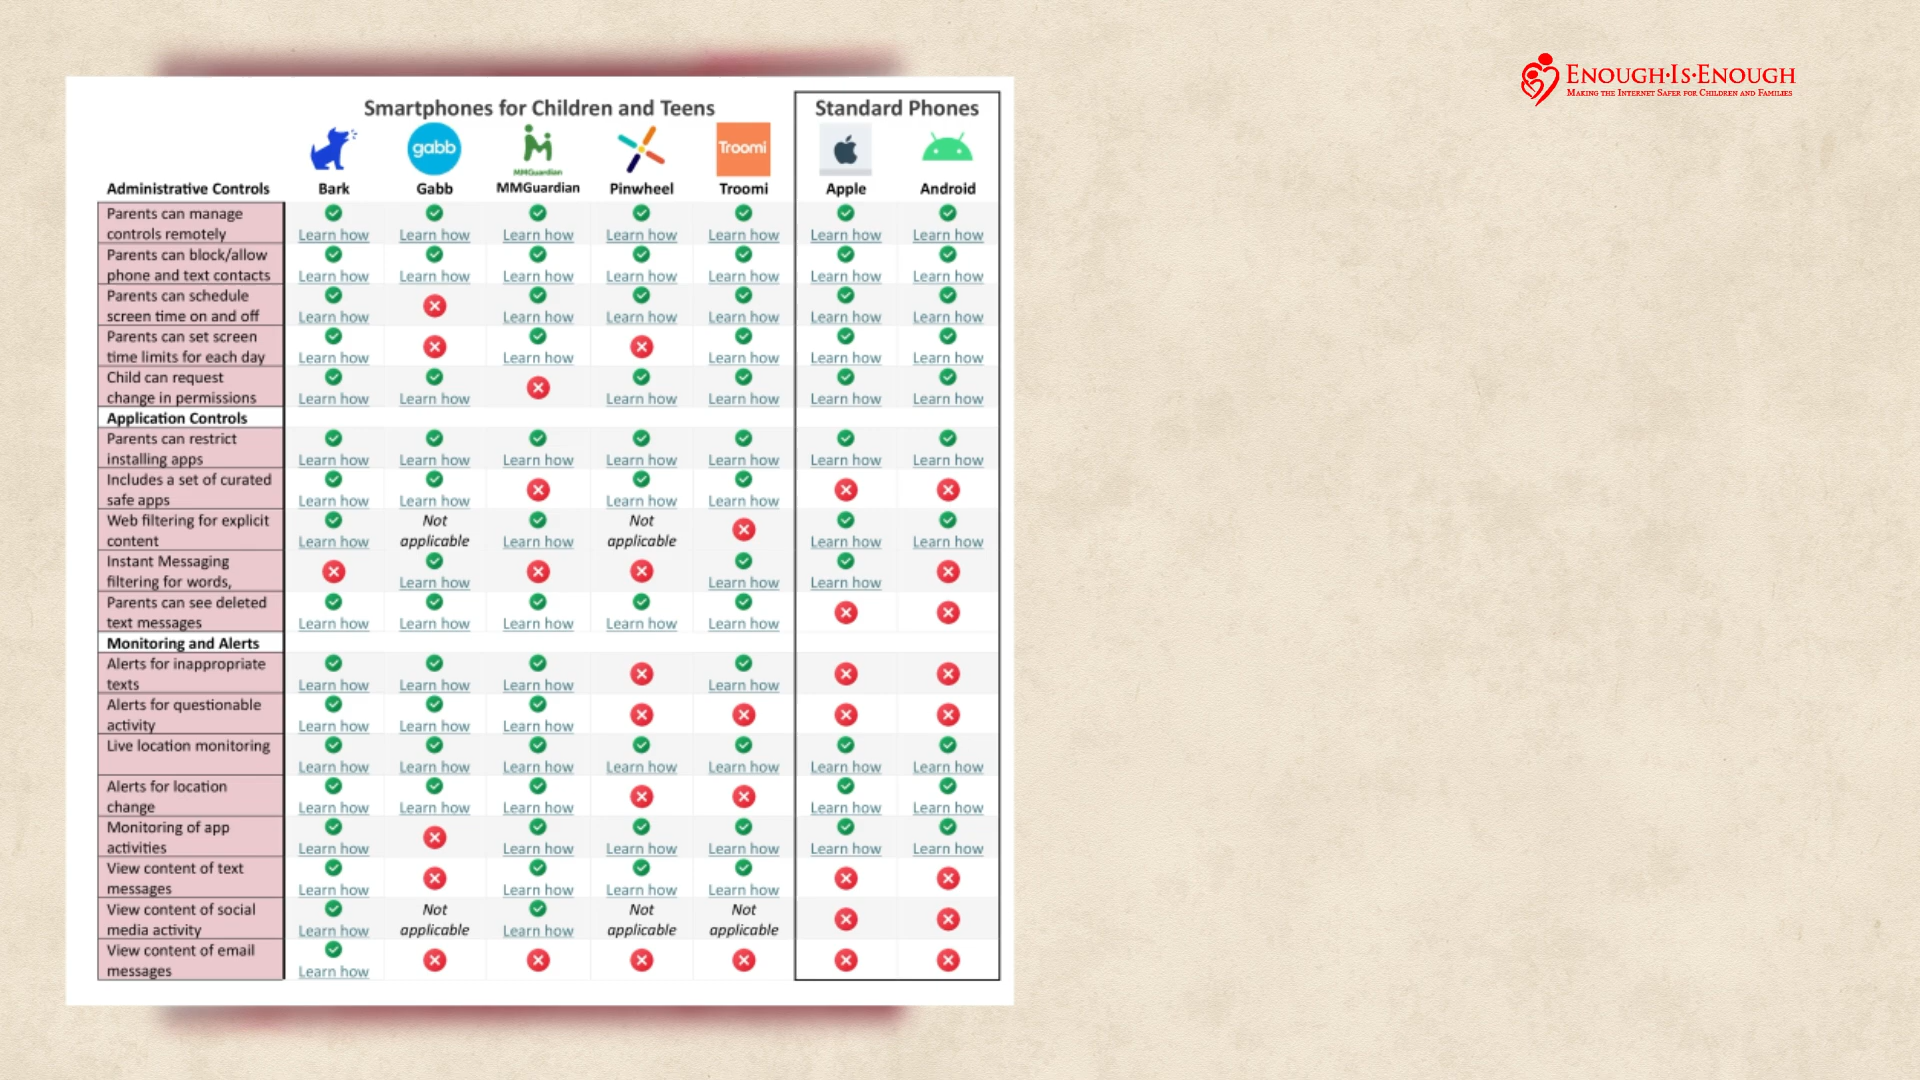 ENOUGH·IS·ENOUGH
MAKING THE INTERNET SAFER FOR CHILDREN AND FAMILIES
Smartphones for Children and Teens Standard Phones
gabb Troomi
MMGuardian
Administrative Controls Bark Gabb MMGuardian Pinwheel Troomi Apple Android
Parents can manage
controls remotely Learn how Learn how Learn how Learn how Learn how Learn how Learn how
Parents can block/allow
phone and text contacts Learn how Learn how Learn how Learn how Learn how Learn how Learn how
Parents can schedule
screen time on and off Learn how Learn how Learn how Learn how Learn how Learn how
Parents can set screen
time limits for each day Learn how Learn how Learn how Learn how Learn how
Child can request
change in permissions Learn how Learn how Learn how Learn how Learn how Learn how
Application Controls
Parents can restrict
installing apps Learn how Learn how Learn how Learn how Learn how Learn how Learn how
Includes a set of curated
safe apps Learn how Learn how Learn how Learn how
Web filtering for explicit Not Not
content Learn how applicable Learn how applicable Learn how Learn how
Instant Messaging
filtering for words, Learn how Learn how Learn how
Parents can see deleted
text messages Learn how Learn how Learn how Learn how Learn how
Monitoring and Alerts
Alerts for inappropriate
texts Learn how Learn how Learn how Learn how
Alerts for questionable
activity Learn how Learn how Learn how
Live location monitoring
Learn how Learn how Learn how Learn how Learn how Learn how Learn how
Alerts for location
change Learn how Learn how Learn how Learn how Learn how
Monitoring of app
activities Learn how Learn how Learn how Learn how Learn how Learn how
View content of text
messages Learn how Learn how Learn how Learn how
View content of social Not Not Not
media activity Learn how applicable Learn how applicable applicable
View content of email
messages Learn how